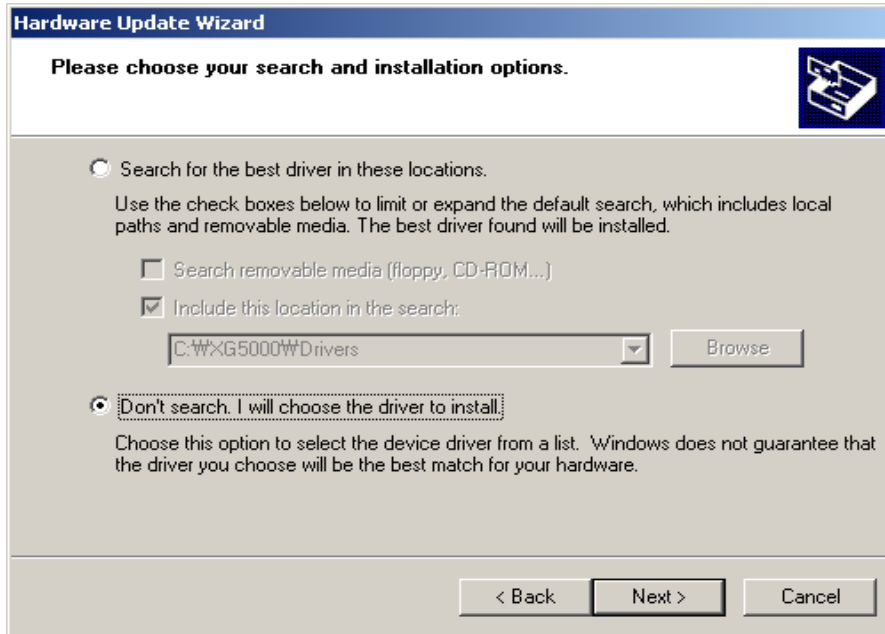 Hardware Update Wizard
Please choose your search and installation options.
Search for the best driver in these locations.
Use the check boxes below to limit or expand the default search, which includes local
paths and removable media. The best driver found will be installed.
Search removable media (floppy, CD-ROM...)
Include this location in the search:
C:₩XG5000₩Drivers
Browse
Don't search. I will choose the driver to install.
Choose this option to select the device driver from a list. Windows does not guarantee that
the driver you choose will be the best match for your hardware.
< Back Next > Cancel